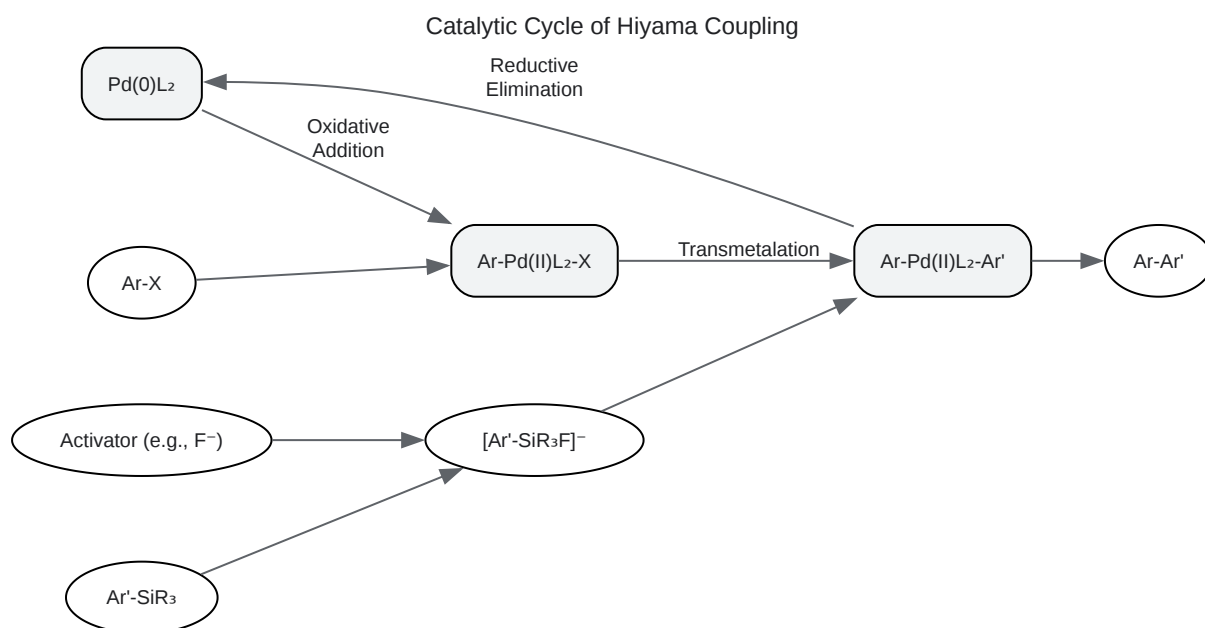 Catalytic Cycle of Hiyama Coupling
Pd(0)L₂
Reductive
Elimination
Oxidative
Addition
Ar-X
Ar-Pd(II)L₂-X
Transmetalation
Ar-Pd(II)L₂-Ar'
Ar-Ar'
Activator (e.g., F⁻)
[Ar'-SiR₃F]⁻
Ar'-SiR₃